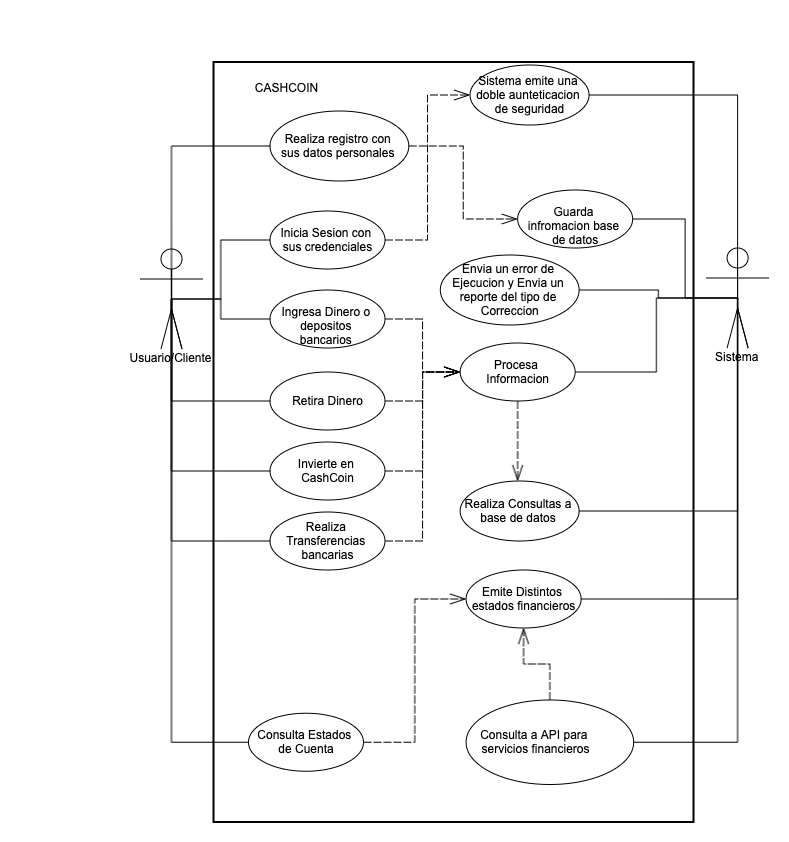 CASHCOIN
Sistema emite una
doble aunteticacion
de seguridad
Realiza registro con
sus datos personales
Guarda
infromacion base
de datos
Inicia Sesion con
sus credenciales
Envia un error de
Ejecucion y Envia un
reporte del tipo de
Correccion
Ingresa Dinero o
depositos
bancarios
Usuario/Cliente
Sistema
Procesa
Informacion
Retira Dinero
Invierte en
CashCoin
Realiza Consultas a
base de datos
Realiza
Transferencias
bancarias
Emite Distintos
estados financieros
Consulta Estados
de Cuenta
Consulta a API para
servicios financieros